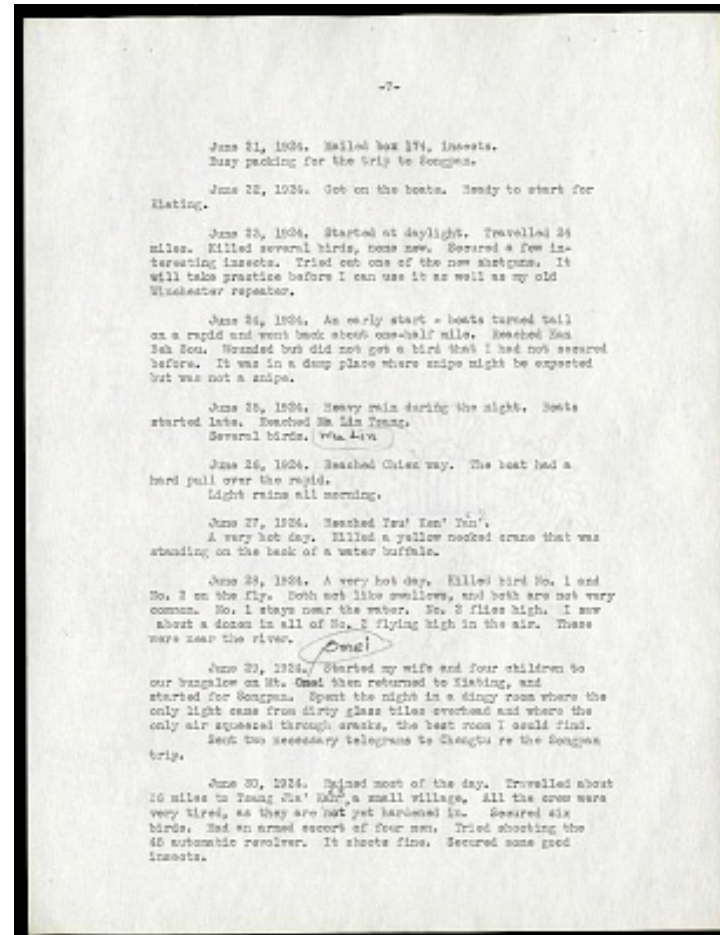 -7-
June 21, 1924. Mailed box 174, insects.
Busy packing for the trip to Songpan.
June 22, 1924. Got on the boats. Ready to start for
Kiating.
June 23, 1924. Started at daylight. Travelled 24
miles. Killed several birds, none new. Secured a few in-
teresting insects. Tried out one of the new shotguns. It
will take practice before I can use it as well as my old
Winchester repeater.
June 24, 1924. An early start - boats turned tail
on a rapid and went back about one-half mile. Reached
Wounded but did not get a bird that I had not secured
before. It was in a deep place where snipe might be expected
but was not a snipe.
June 25, 1924. Heavy rain during the night. Boats
started late. Reached Ma Lin
Several birds. Ma Lin
June 26, 1924. Reached Chien way. The boat had a
hard pull over the rapid.
Light rains all morning.
June 27, 1924. Reached
A very hot day. Killed a yellow necked crane that was
standing on the back of a water buffalo.
June 28, 1924. A very hot day. Killed bird No. 1 and
No. 2 on the fly. Both act like swallows, and both are not very
common. No. 1 stays near the water. No. 2 flies high. I saw
about a dozen in all of No. 2 flying high in the air. These
were near the river.
Omei
June 29, 1924. Started my wife and four children to
our bungalow on Mt. Omei then returned to Kiating, and
started for Songpan. Spent the night in a dingy room where the
only light came from dirty glass tiles overhead and where the
only air squeezed through cracks, the best room I could find.
Sent two necessary telegrams to Chengtu re the Songpan
trip.
June 30, 1924. Rained most of the day. Travelled about
miles to a small village. All the crew were
very tired, as they are not yet hardened in. Secured six
birds. Had an armed escort of four men. Tried shooting the
45 automatic revolver. It shoots fine. Secured some good
insects.